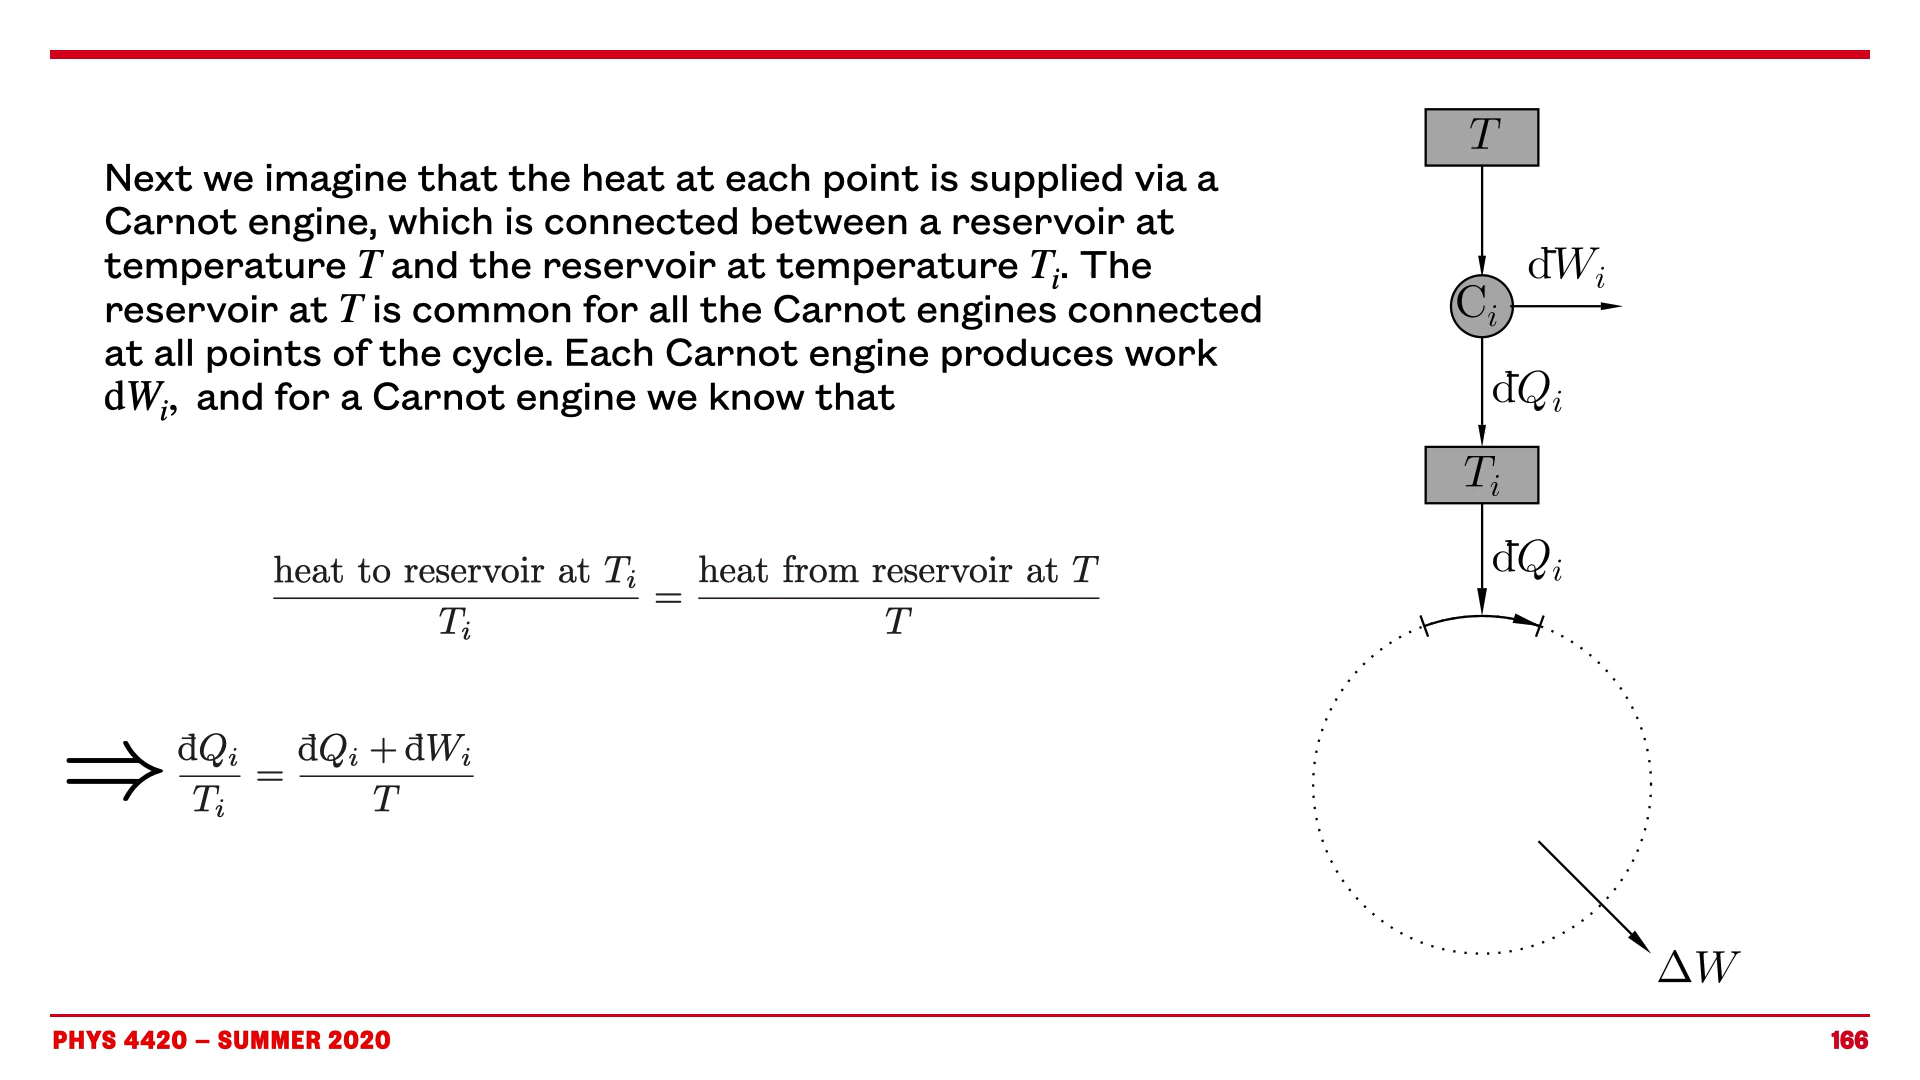 Next we imagine that the heat at each point is supplied via a
Carnot engine, which is connected between a reservoir at
temperature T and the reservoir at temperature Tᵢ. The
reservoir at T is common for all the Carnot engines connected
at all points of the cycle. Each Carnot engine produces work
dWᵢ, and for a Carnot engine we know that
heat to reservoir at Tᵢ / Tᵢ = heat from reservoir at T / T
⟹ đQᵢ / Tᵢ = (đQᵢ + đWᵢ) / T
T
đWᵢ
Cᵢ
đQᵢ
Tᵢ
đQᵢ
ΔW
PHYS 4420 – SUMMER 2020
166